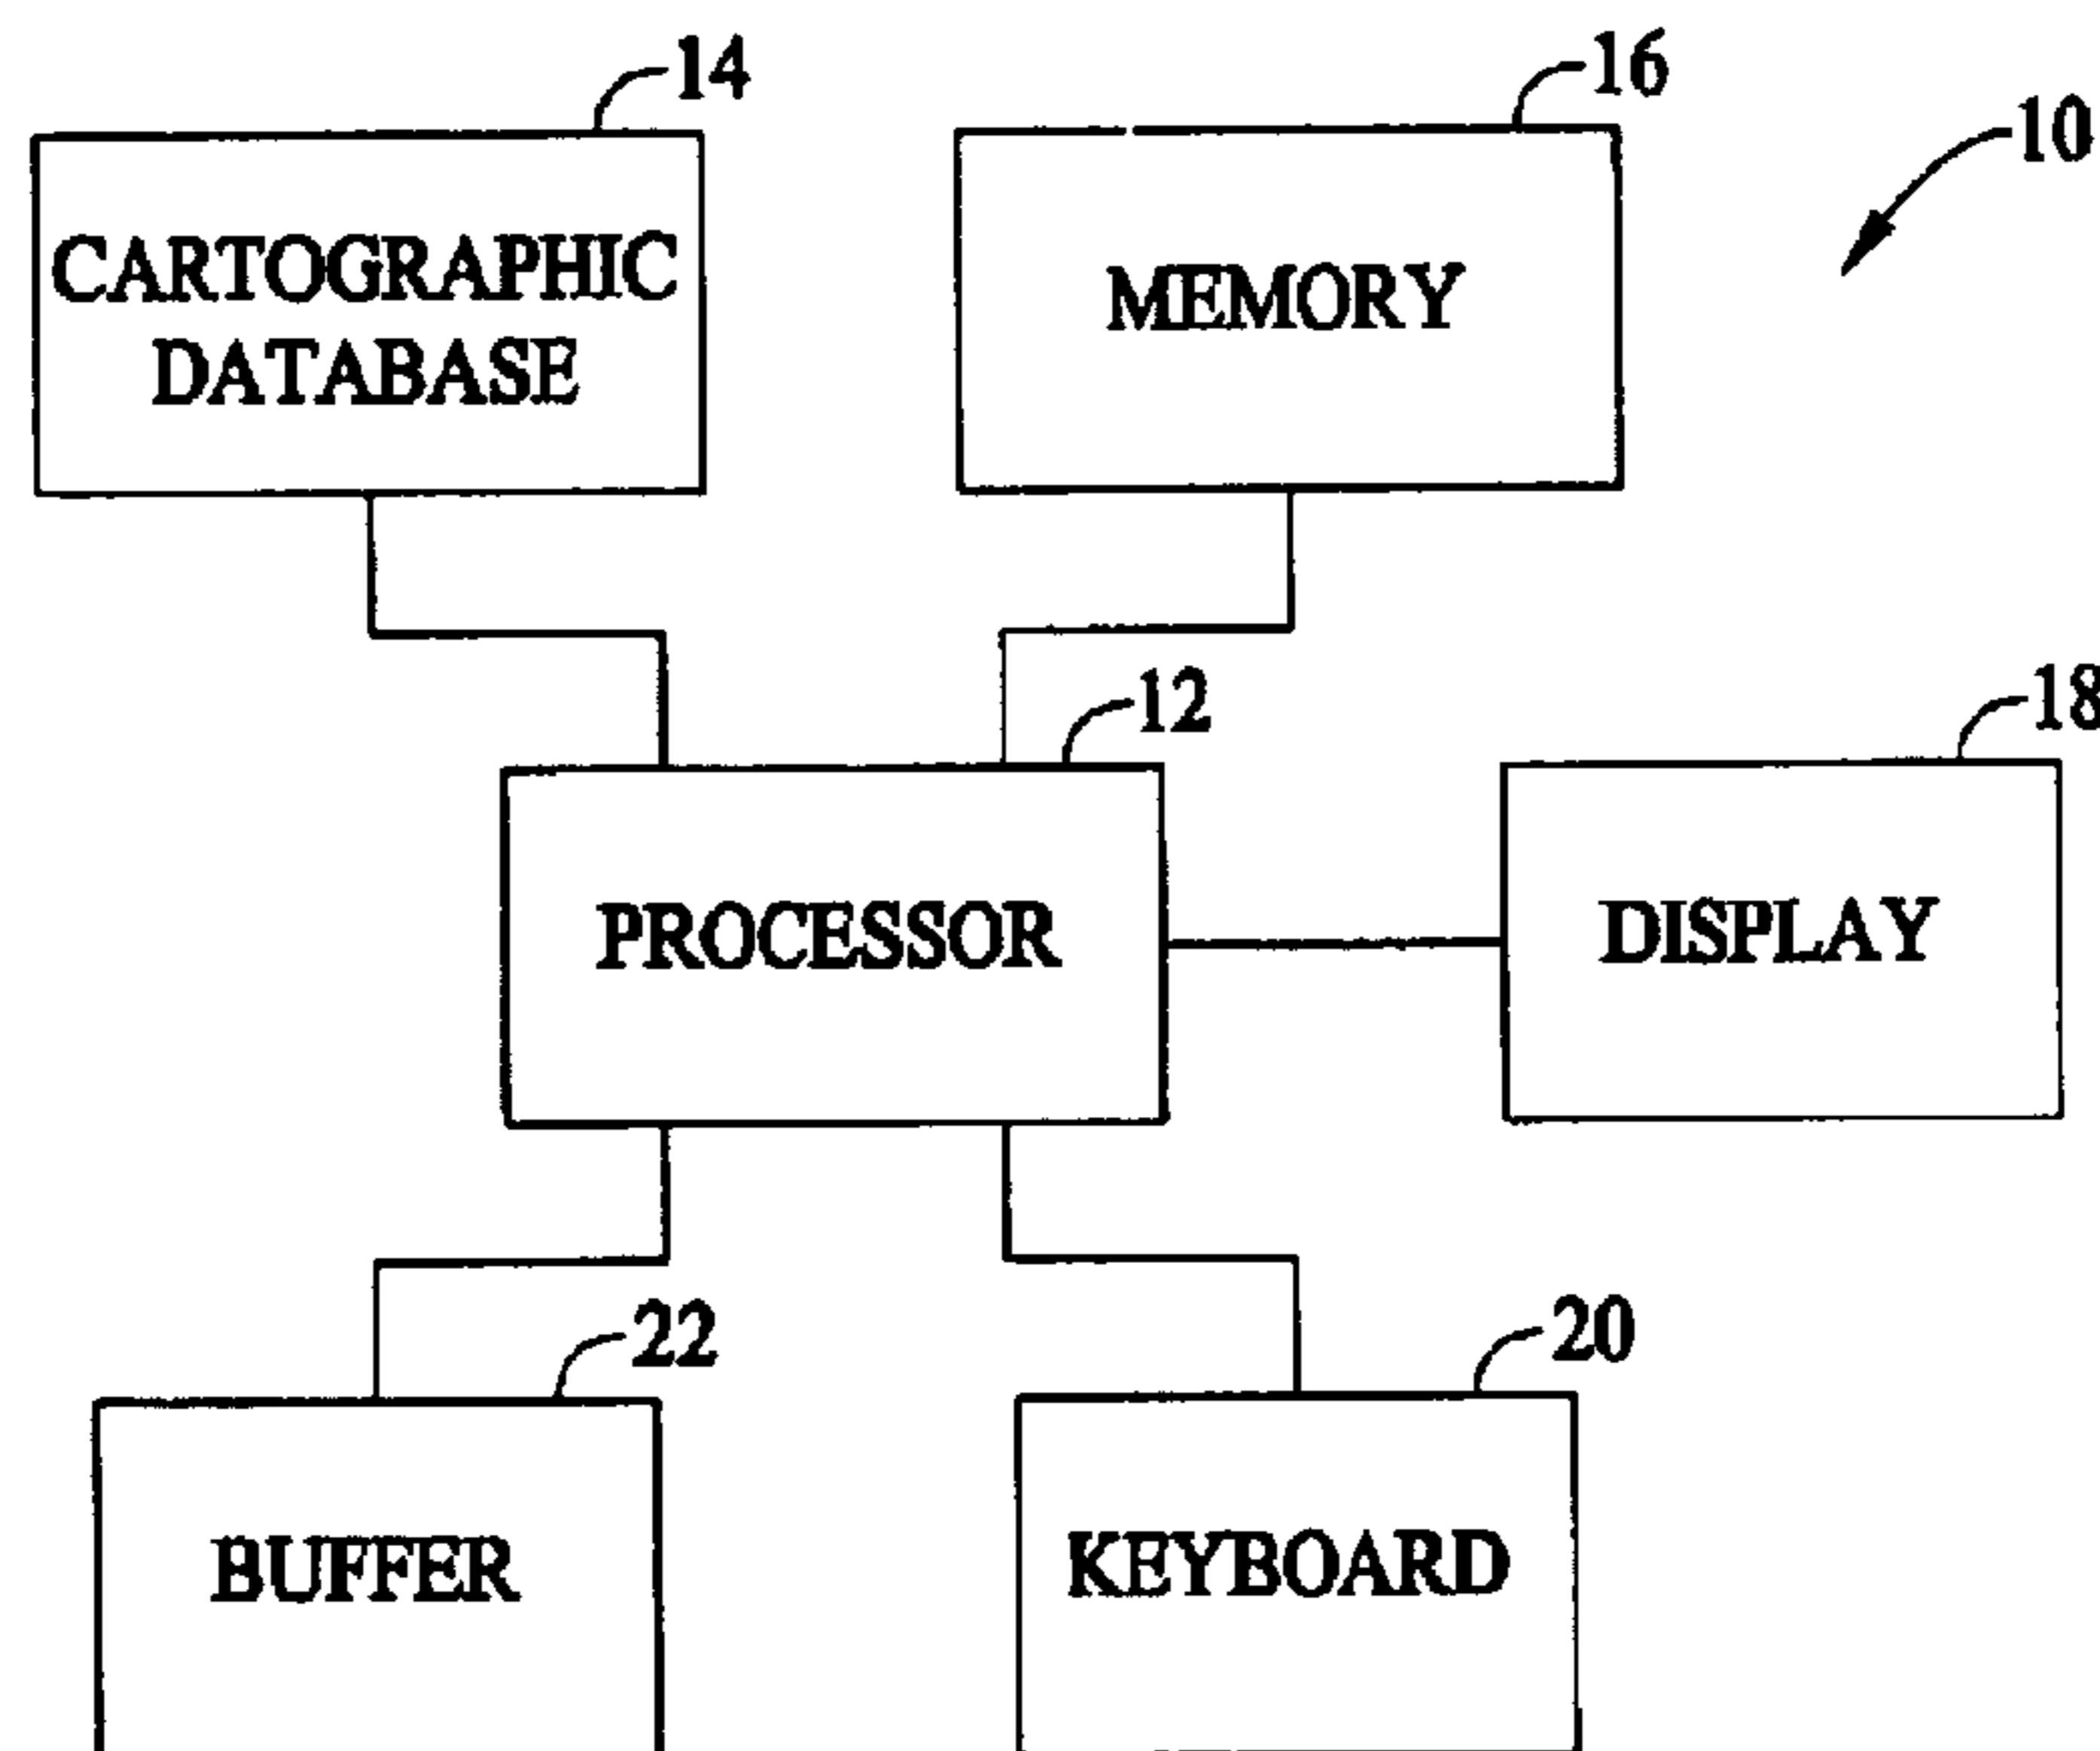 14
16
10
CARTOGRAPHIC
DATABASE
MEMORY
12
18
PROCESSOR
DISPLAY
22
20
BUFFER
KEYBOARD